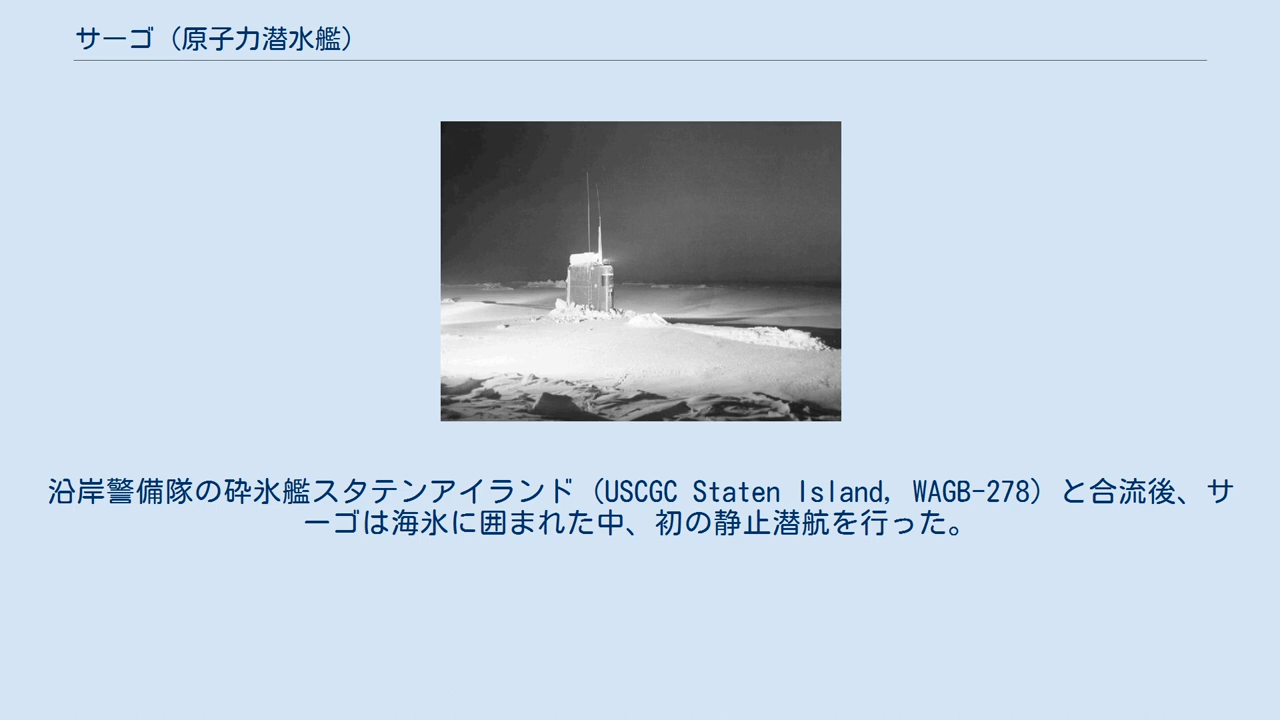 サーゴ（原子力潜水艦）
沿岸警備隊の砕氷艦スタテンアイランド（USCGC Staten Island, WAGB-278）と合流後、サ
ーゴは海氷に囲まれた中、初の静止潜航を行った。